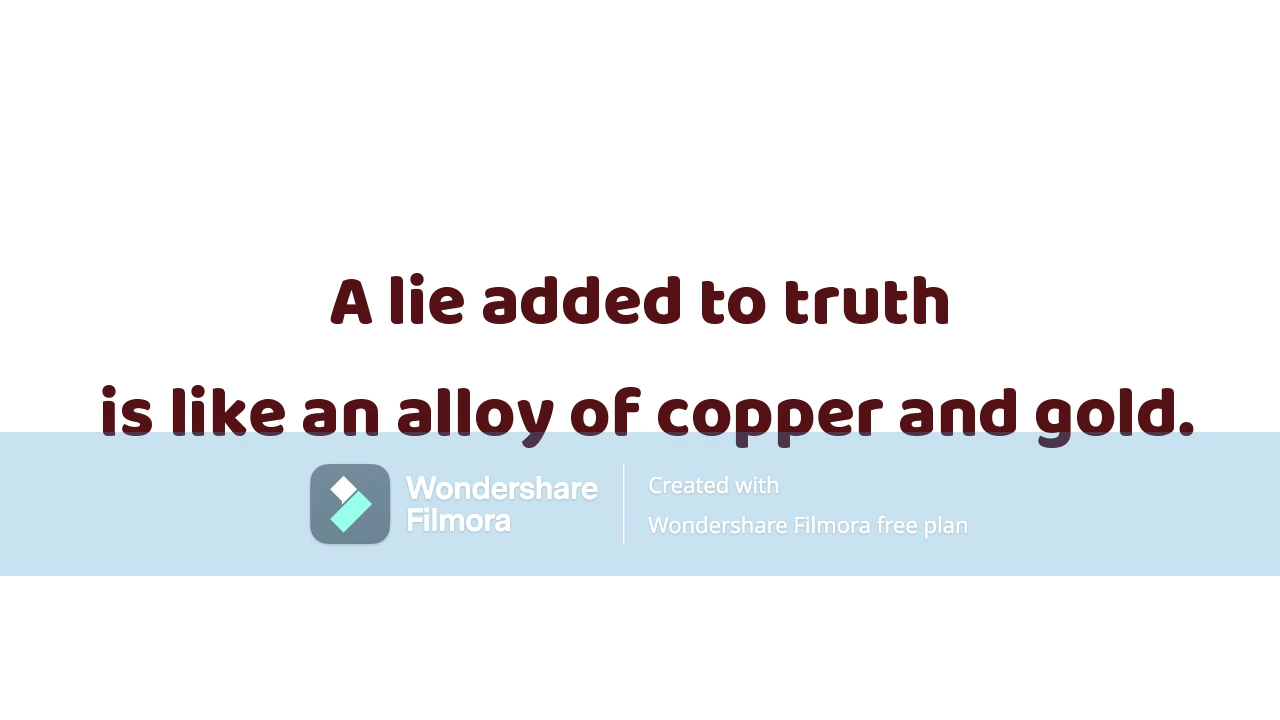 A lie added to truth
is like an alloy of copper and gold.
Wondershare
Filmora
Created with
Wondershare Filmora free plan